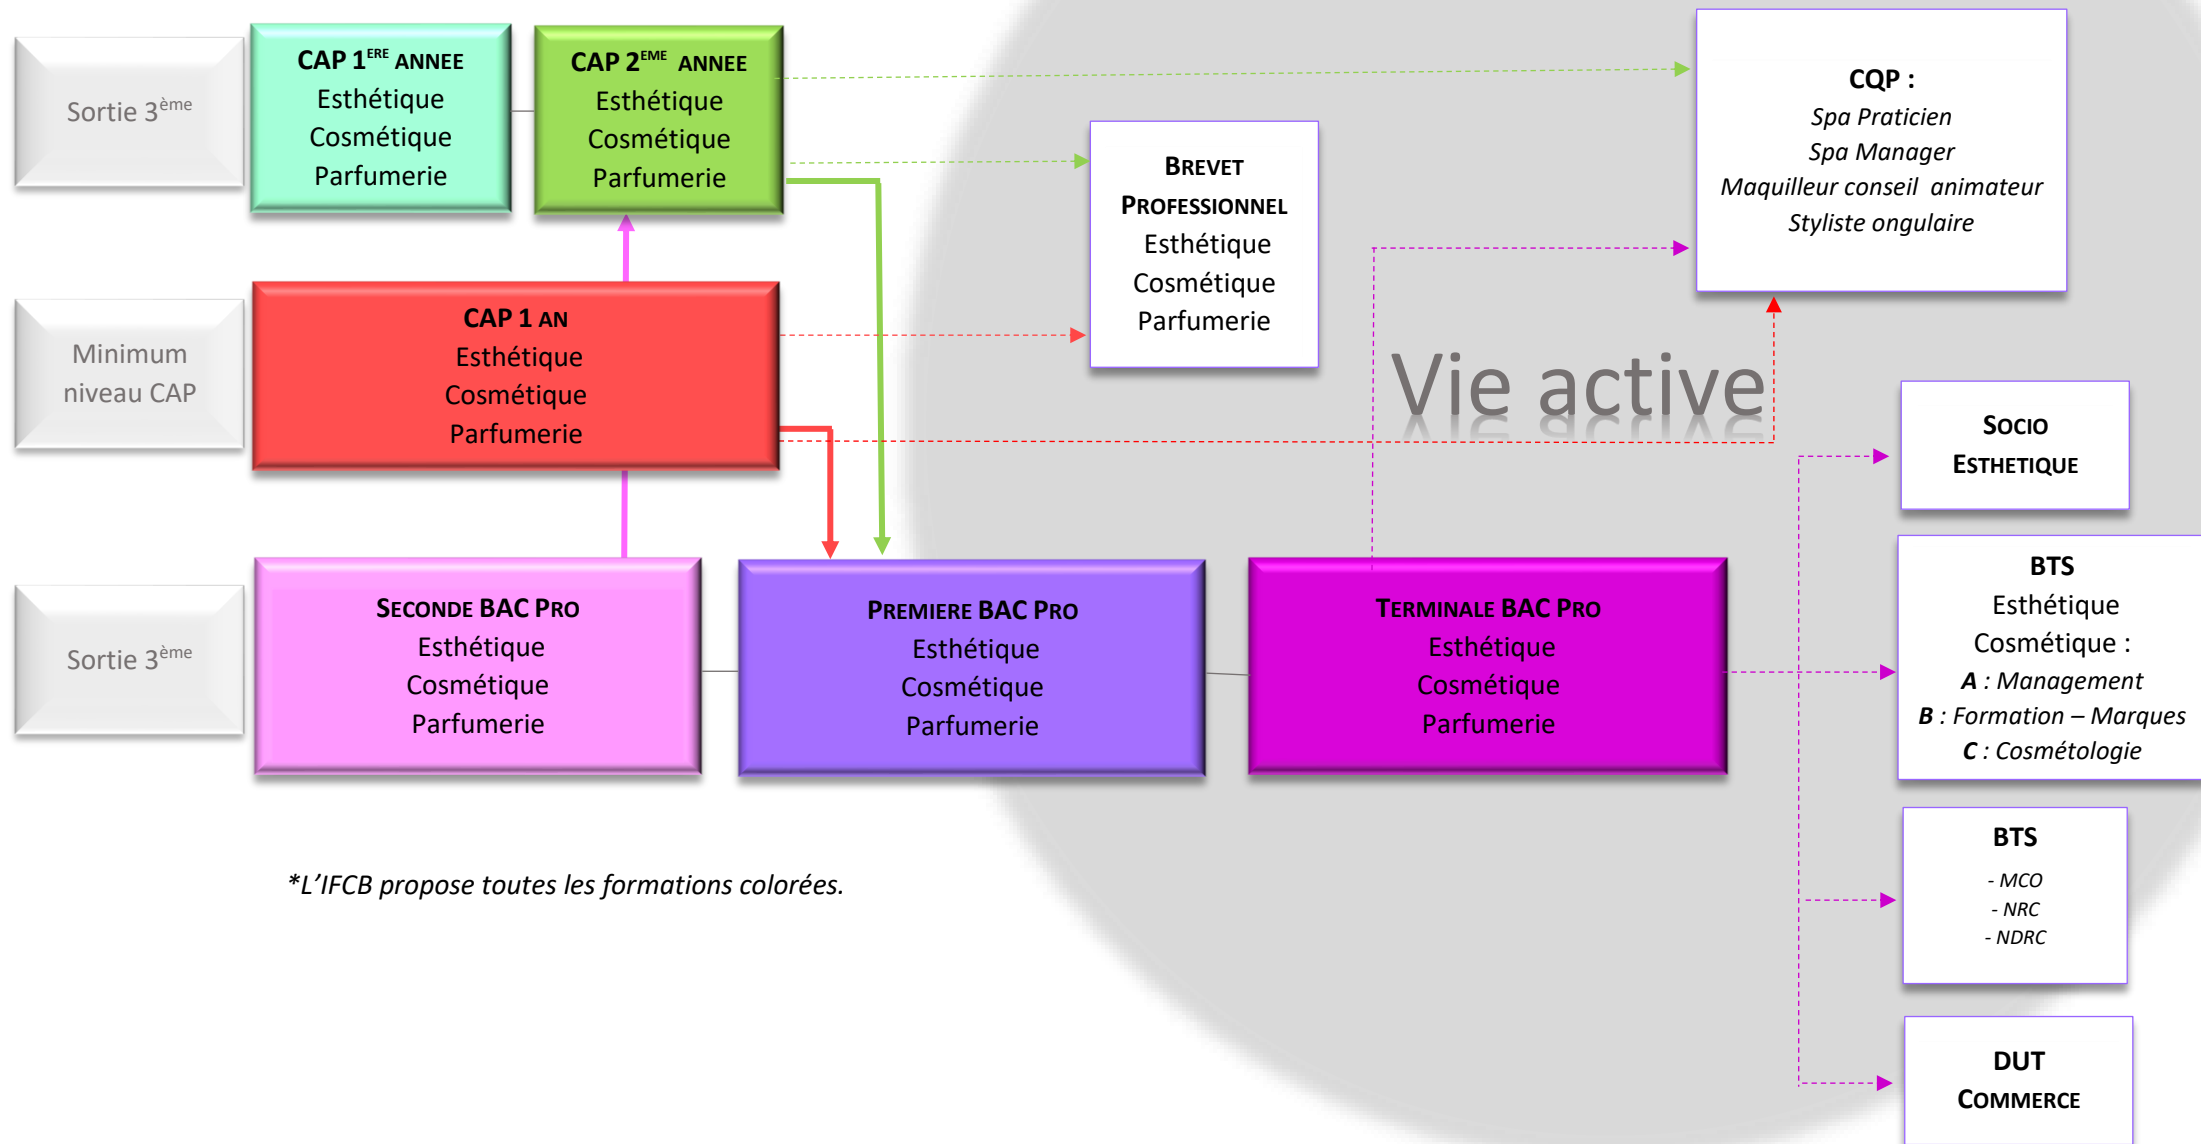 Sortie 3ème
CAP 1ERE ANNEE
Esthétique
Cosmétique
Parfumerie
CAP 2EME ANNEE
Esthétique
Cosmétique
Parfumerie
BREVET
PROFESSIONNEL
Esthétique
Cosmétique
Parfumerie
CQP :
Spa Praticien
Spa Manager
Maquilleur conseil animateur
Styliste ongulaire
Minimum
niveau CAP
CAP 1 AN
Esthétique
Cosmétique
Parfumerie
Vie active
SOCIO
ESTHETIQUE
Sortie 3ème
SECONDE BAC PRO
Esthétique
Cosmétique
Parfumerie
PREMIERE BAC PRO
Esthétique
Cosmétique
Parfumerie
TERMINALE BAC PRO
Esthétique
Cosmétique
Parfumerie
BTS
Esthétique
Cosmétique :
A : Management
B : Formation – Marques
C : Cosmétologie
BTS
- MCO
- NRC
- NDRC
*L'IFCB propose toutes les formations colorées.
DUT
COMMERCE